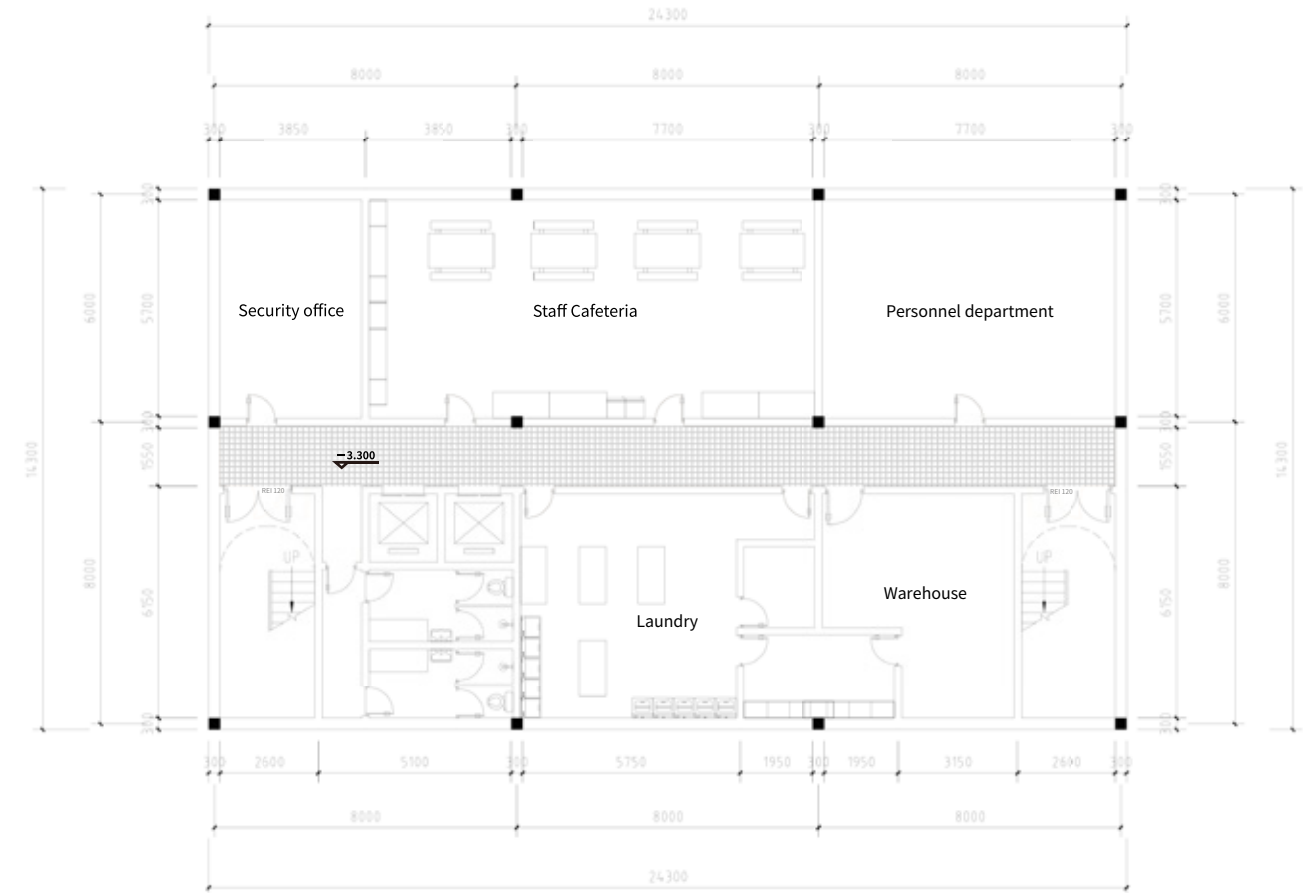 24300
8000 8000 8000
300 3850 3850 300 7700 300 7700 300
300 300
6000 5700 Security office Staff Cafeteria Personnel department 5700 6000
300 300
14300 1550 −3.300 1550 14300
REI 120 REI 120
UP UP
8000 6150 Laundry Warehouse 6150 8000
300 300
300 2600 5100 300 5750 1950 300 1950 3150 2600 300
8000 8000 8000
24300